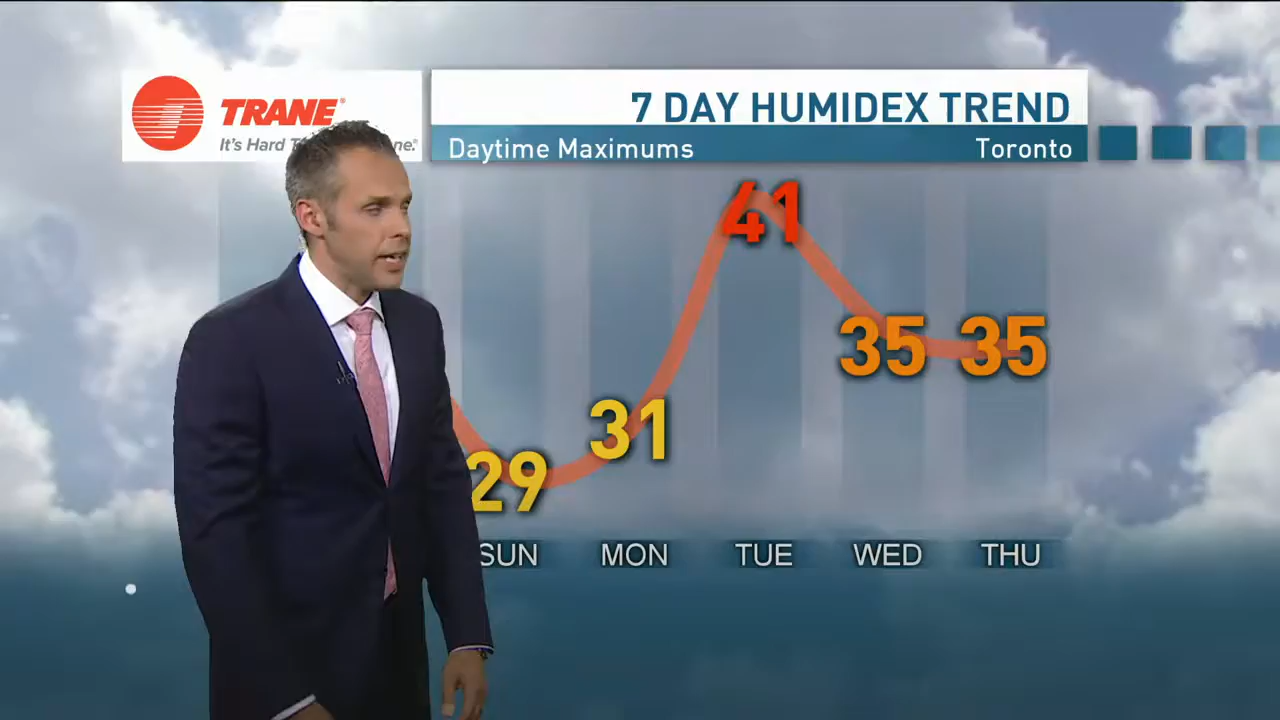 TRANE®
It's Hard T
ne.®
7 DAY HUMIDEX TREND
Daytime Maximums
Toronto
41
35 35
31
29
SUN MON TUE WED THU